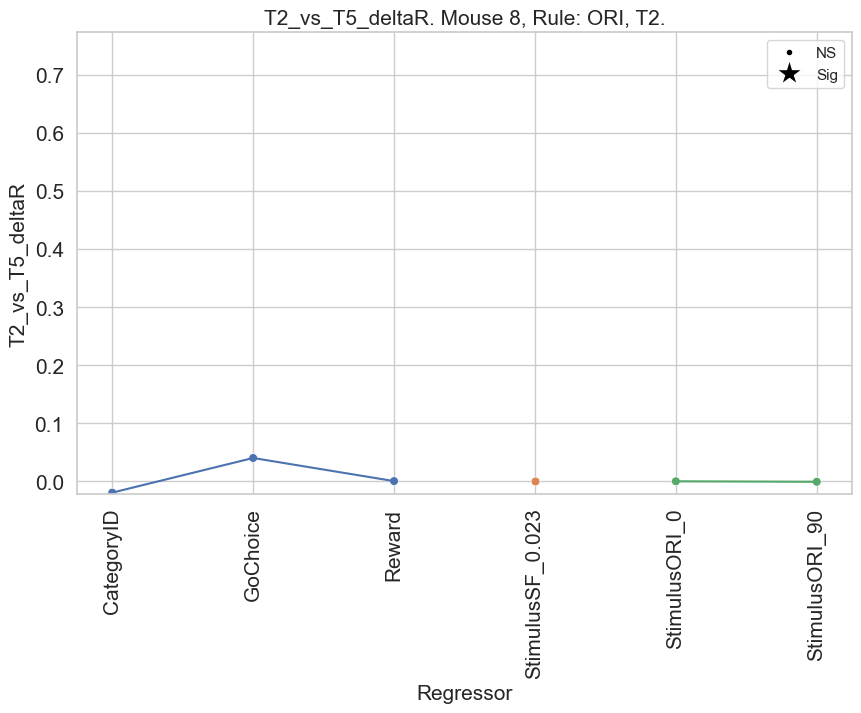 T2_vs_T5_deltaR. Mouse 8, Rule: ORI, T2.
NS
Sig
T2_vs_T5_deltaR
0.7
0.6
0.5
0.4
0.3
0.2
0.1
0.0
CategoryID
GoChoice
Reward
StimulusSF_0.023
StimulusORI_0
StimulusORI_90
Regressor